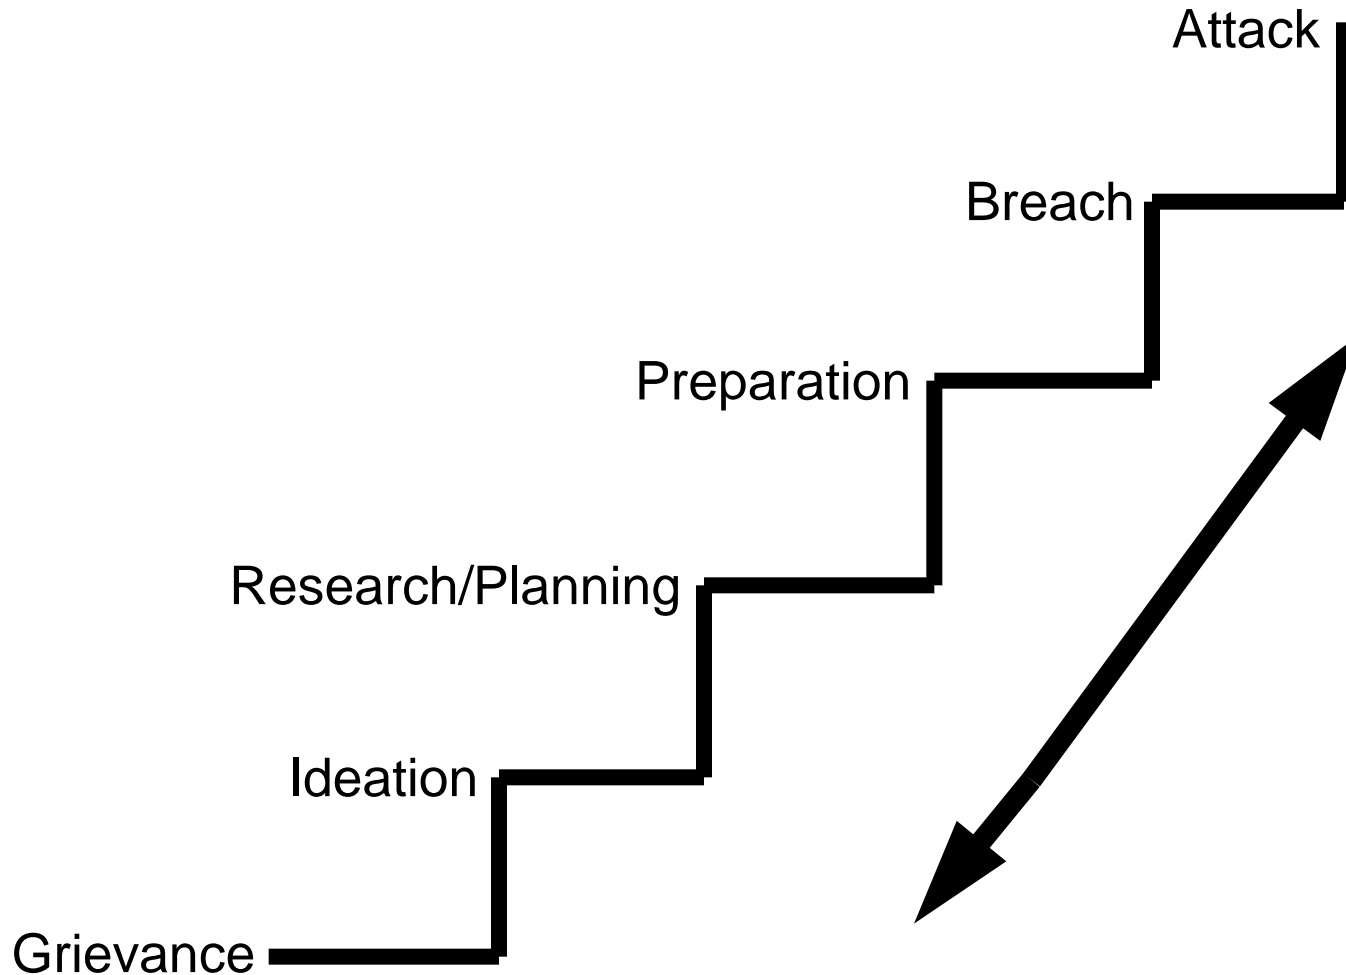 Attack
Breach
Preparation
Research/Planning
Ideation
Grievance